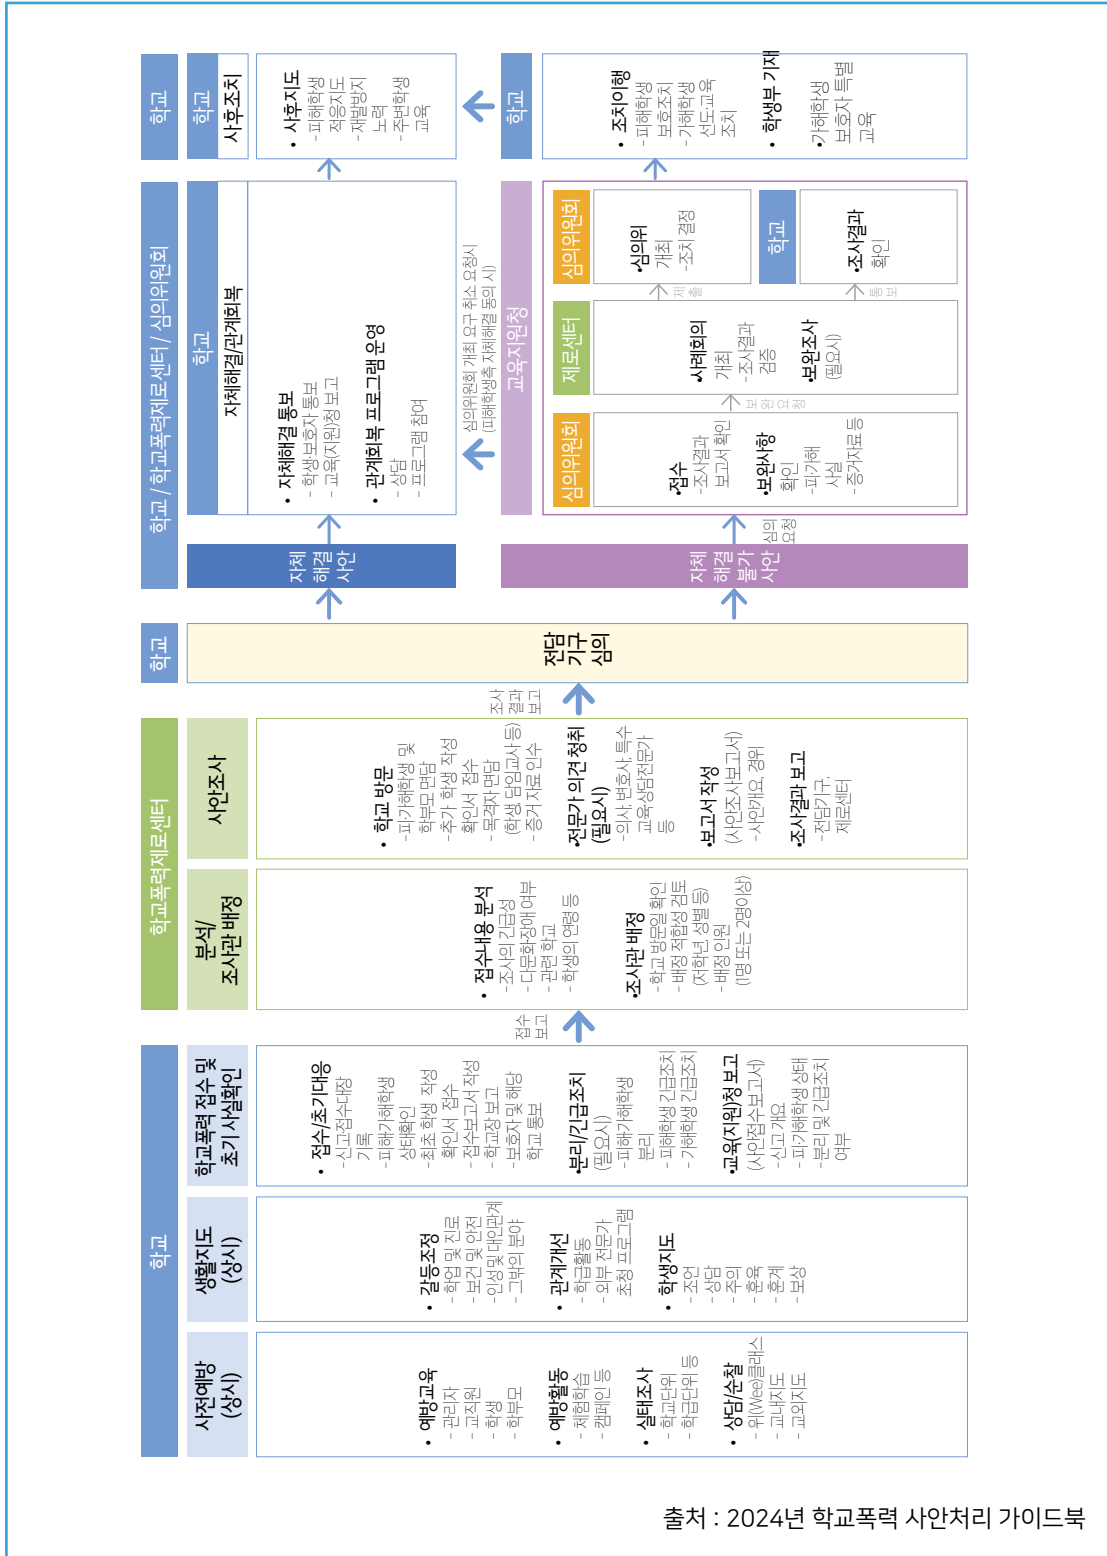 학교
사전예방
(상시)
• 예방교육
- 관리자
- 교직원
- 학생
- 학부모
• 예방활동
- 체험학습
- 캠페인 등
• 실태조사
- 학교단위
- 학급단위 등
• 상담/순찰
- 위(Wee)클래스
- 교내지도
- 교외지도
생활지도
(상시)
• 갈등조정
- 학업 및 진로
- 보건 및 안전
- 인성및 대인관계
- 그밖의 분야
• 관계개선
- 학급활동
- 외부 전문가
초청 프로그램
• 학생지도
- 조언
- 상담
- 주의
- 훈육
- 훈계
- 보상
학교폭력 접수 및
초기 사실확인
• 접수/초기대응
- 신고접수대장
기록
- 피해·가해학생
상태확인
- 최초 학생 작성
확인서 접수
- 접수보고서 작성
- 학교장 보고
- 보호자 및 해당
학교 통보
•분리/긴급조치
(필요시)
- 피해·가해학생
분리
- 피해학생 긴급조치
- 가해학생 긴급조치
•교육(지원)청 보고
(사안접수보고서)
- 신고 개요
- 피·가해학생 상태
- 분리 및 긴급조치
여부
접수
보고
학교폭력제로센터
분석/
조사관 배정
• 접수내용 분석
- 조사의 긴급성
- 다문화·장애 여부
- 관련 학교
- 학생의 연령 등
•조사관 배정
- 학교 방문일 확인
- 배정 적합성 검토
(저학년, 성별 등)
- 배정 인원
(1명 또는 2명이상)
사안조사
• 학교 방문
- 피·가해학생 및
학부모 면담
- 추가 학생 작성
확인서 접수
- 목격자 면담
(학생, 담임교사 등)
- 증거 자료 인수
•전문가 의견 청취
(필요시)
- 의사, 변호사, 특수
교육·상담전문가
등
•보고서 작성
(사안조사보고서)
- 사안개요, 경위
•조사결과 보고
- 전담기구,
제로센터
조사
결과
보고
학교
전담
기구
심의
학교 / 학교폭력제로센터 / 심의위원회
자체
해결
사안
학교
자체해결/관계회복
• 자체해결 통보
- 학생·보호자 통보
- 교육(지원)청 보고
• 관계회복 프로그램 운영
- 상담
- 프로그램 참여
심의위원회 개최 요구 취소 요청시
(피해학생측 자체해결 동의 시)
자체
해결
불가
사안
심의
요청
교육지원청
심의위원회
•접수
- 조사결과
보고서 확인
•보완사항
확인
- 피·가해
사실
- 증거자료 등
보완요청
제로센터
•사례회의
개최
- 조사결과
검증
•보완조사
(필요시)
제출
통보
심의위원회
•심의위
개최
- 조치 결정
학교
•조사결과
확인
학교
학교
사후조치
• 사후지도
- 피해학생
적응지도
- 재발방지
노력
- 주변학생
교육
학교
• 조치이행
- 피해학생
보호조치
- 가해학생
선도·교육
조치
• 학생부 기재
•가해학생
보호자 특별
교육
출처 : 2024년 학교폭력 사안처리 가이드북